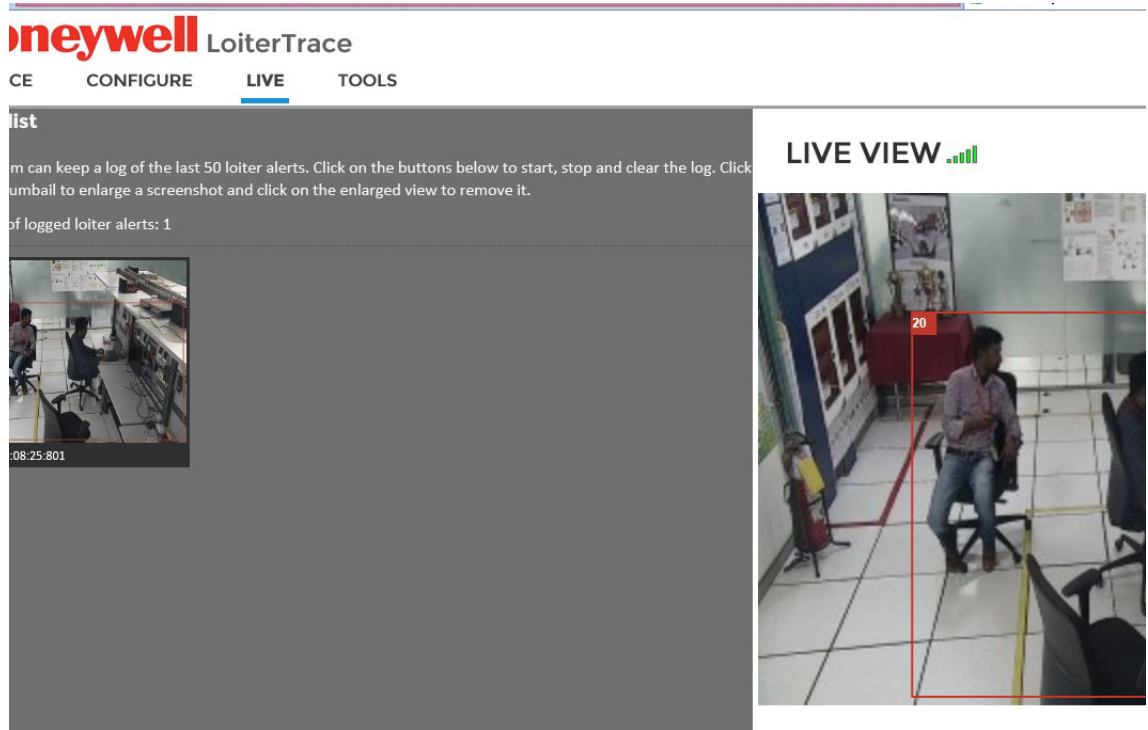 oneywell LoiterTrace
CE CONFIGURE LIVE TOOLS
list
m can keep a log of the last 50 loiter alerts. Click on the buttons below to start, stop and clear the log. Click
umbail to enlarge a screenshot and click on the enlarged view to remove it.
of logged loiter alerts: 1
:08:25:801
LIVE VIEW
20